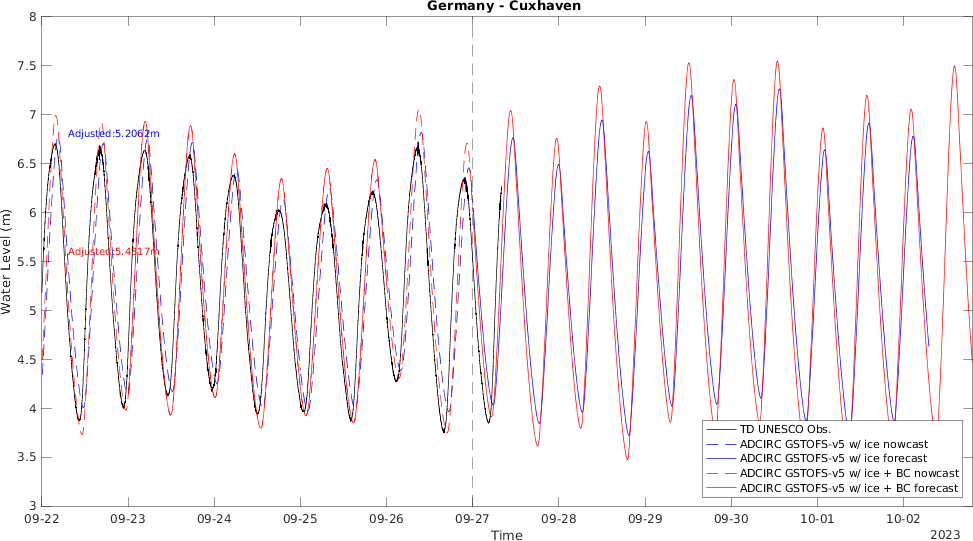 Germany - Cuxhaven
8
7.5
7
6.5
6
5.5
5
4.5
4
3.5
3
Water Level (m)
Adjusted:5.2062m
Adjusted:5.4317m
TD UNESCO Obs.
ADCIRC GSTOFS-v5 w/ ice nowcast
ADCIRC GSTOFS-v5 w/ ice forecast
ADCIRC GSTOFS-v5 w/ ice + BC nowcast
ADCIRC GSTOFS-v5 w/ ice + BC forecast
09-22 09-23 09-24 09-25 09-26 09-27 09-28 09-29 09-30 10-01 10-02
Time
2023